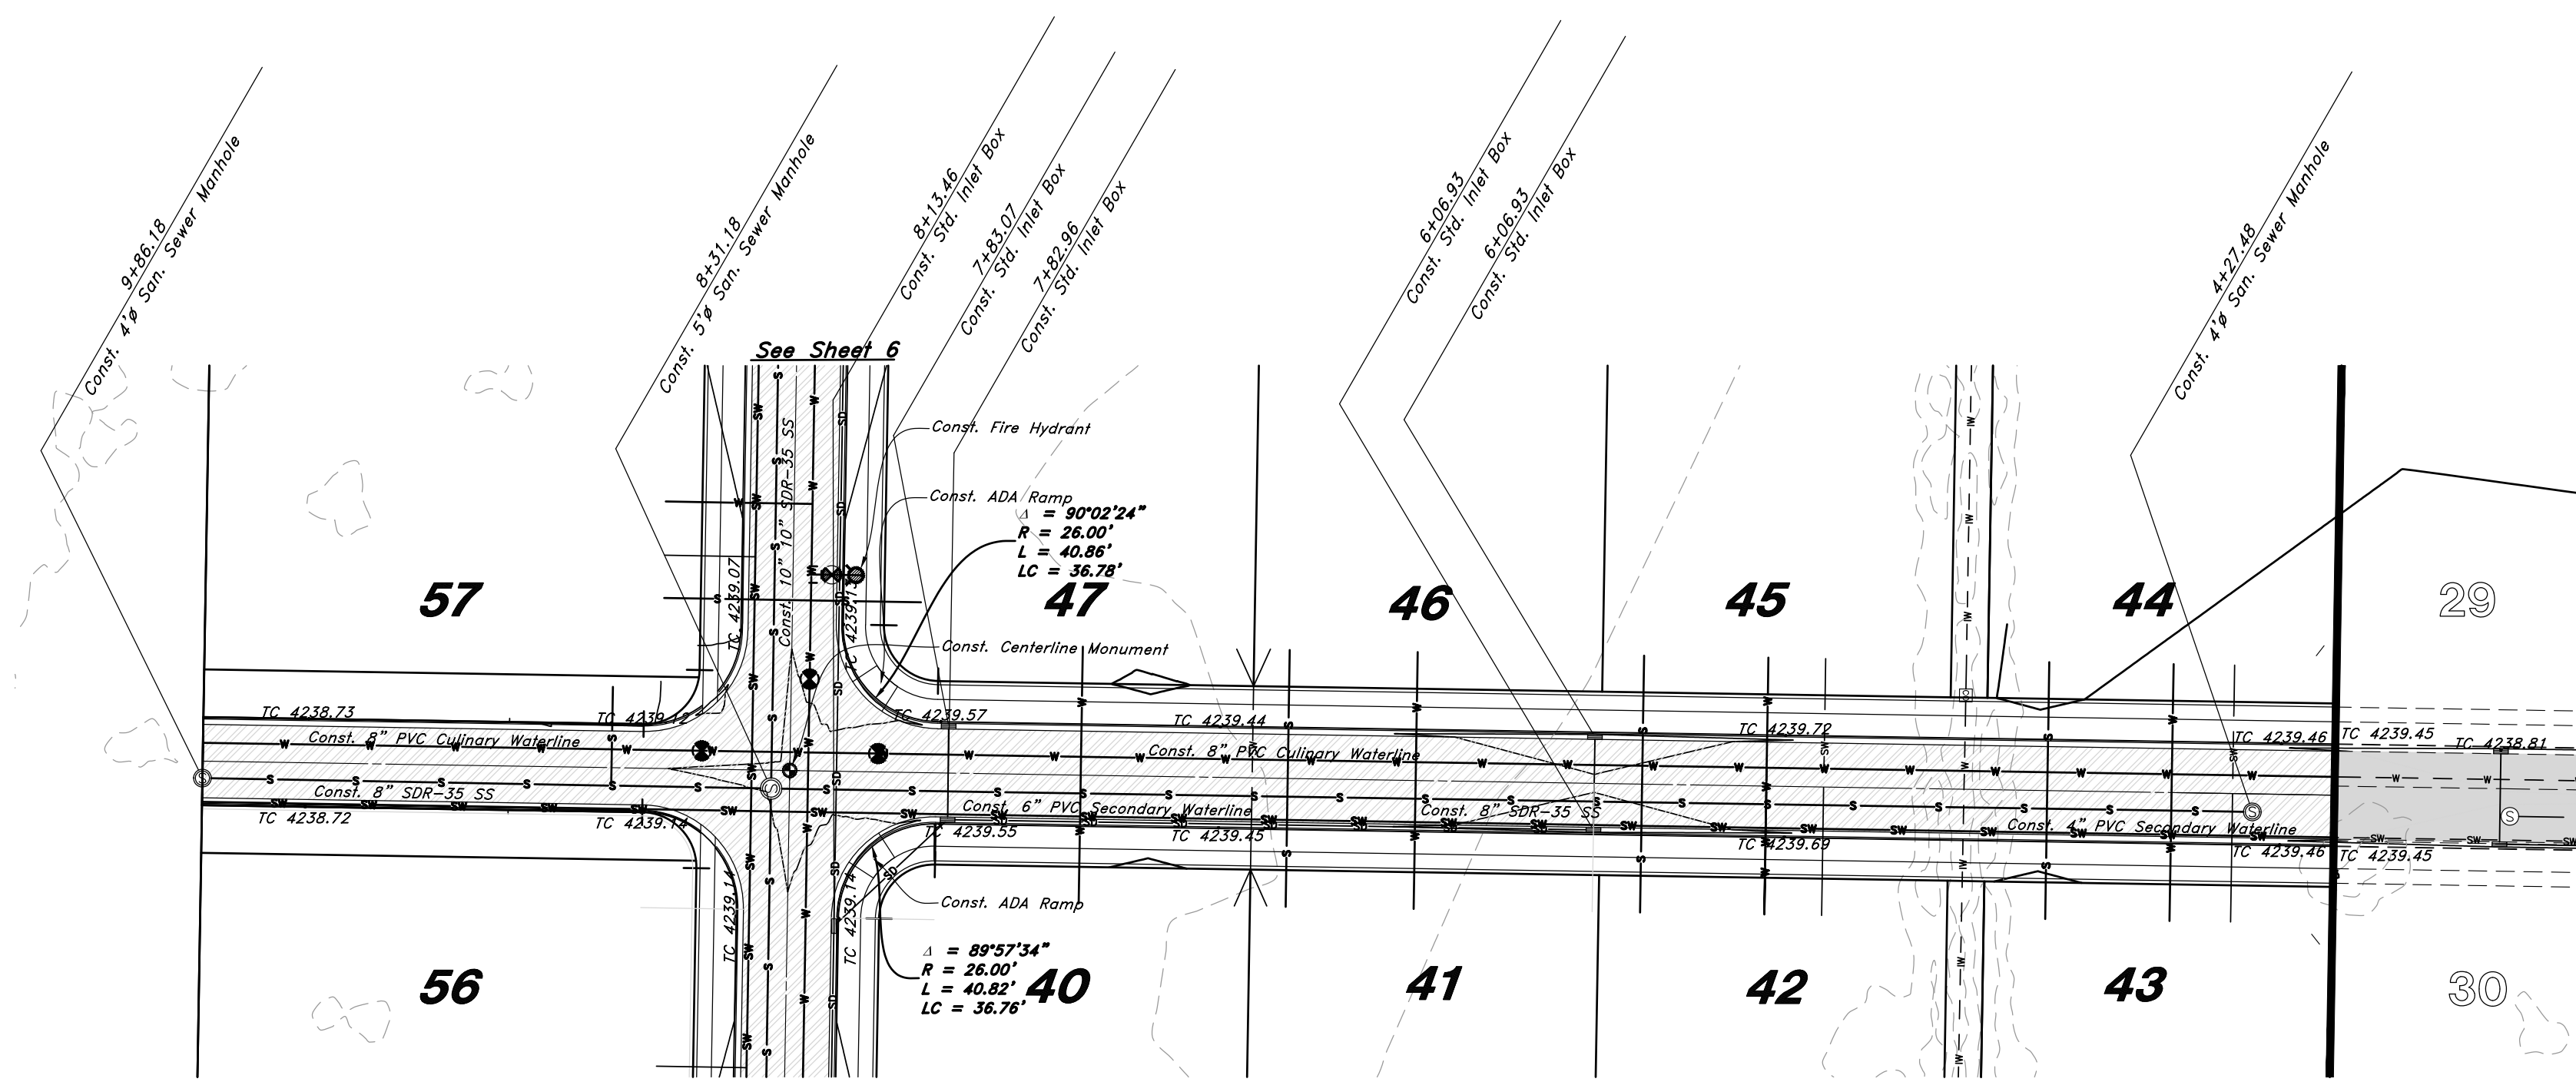 9+86.18
Const. 4'ø San. Sewer Manhole
8+31.18
Const. 5'ø San. Sewer Manhole
8+13.46
Const. Std. Inlet Box
7+83.07
Const. Std. Inlet Box
7+82.96
Const. Std. Inlet Box
6+06.93
Const. Std. Inlet Box
6+06.93
Const. Std. Inlet Box
4+27.48
Const. 4'ø San. Sewer Manhole
See Sheet 6
Const. Fire Hydrant
Const. ADA Ramp
Δ = 90°02'24"
R = 26.00'
L = 40.86'
LC = 36.78'
Const. 10" 10" SDR-35 SS
TC 4239.07
57
47
46
45
44
29
Const. Centerline Monument
TC 4238.73
TC 4239.12
TC 4239.57
TC 4239.44
TC 4239.72
TC 4239.46
TC 4239.45
TC 4238.81
Const. 8" PVC Culinary Waterline
Const. 8" PVC Culinary Waterline
Const. 8" SDR-35 SS
Const. 6" PVC Secondary Waterline
Const. 8" SDR-35 SS
Const. 4" PVC Secondary Waterline
TC 4238.72
TC 4239.14
TC 4239.55
TC 4239.45
TC 4239.69
TC 4239.46
TC 4239.45
TC 4239.14
TC 4239.14
Const. ADA Ramp
Δ = 89°57'34"
R = 26.00'
L = 40.82'
LC = 36.76'
56
40
41
42
43
30